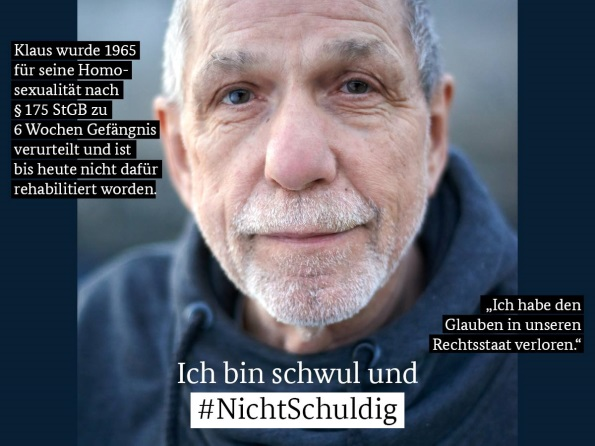 Klaus wurde 1965
für seine Homo-
sexualität nach
§ 175 StGB zu
6 Wochen Gefängnis
verurteilt und ist
bis heute nicht dafür
rehabilitiert worden.
„Ich habe den
Glauben in unseren
Rechtsstaat verloren.“
Ich bin schwul und
#NichtSchuldig